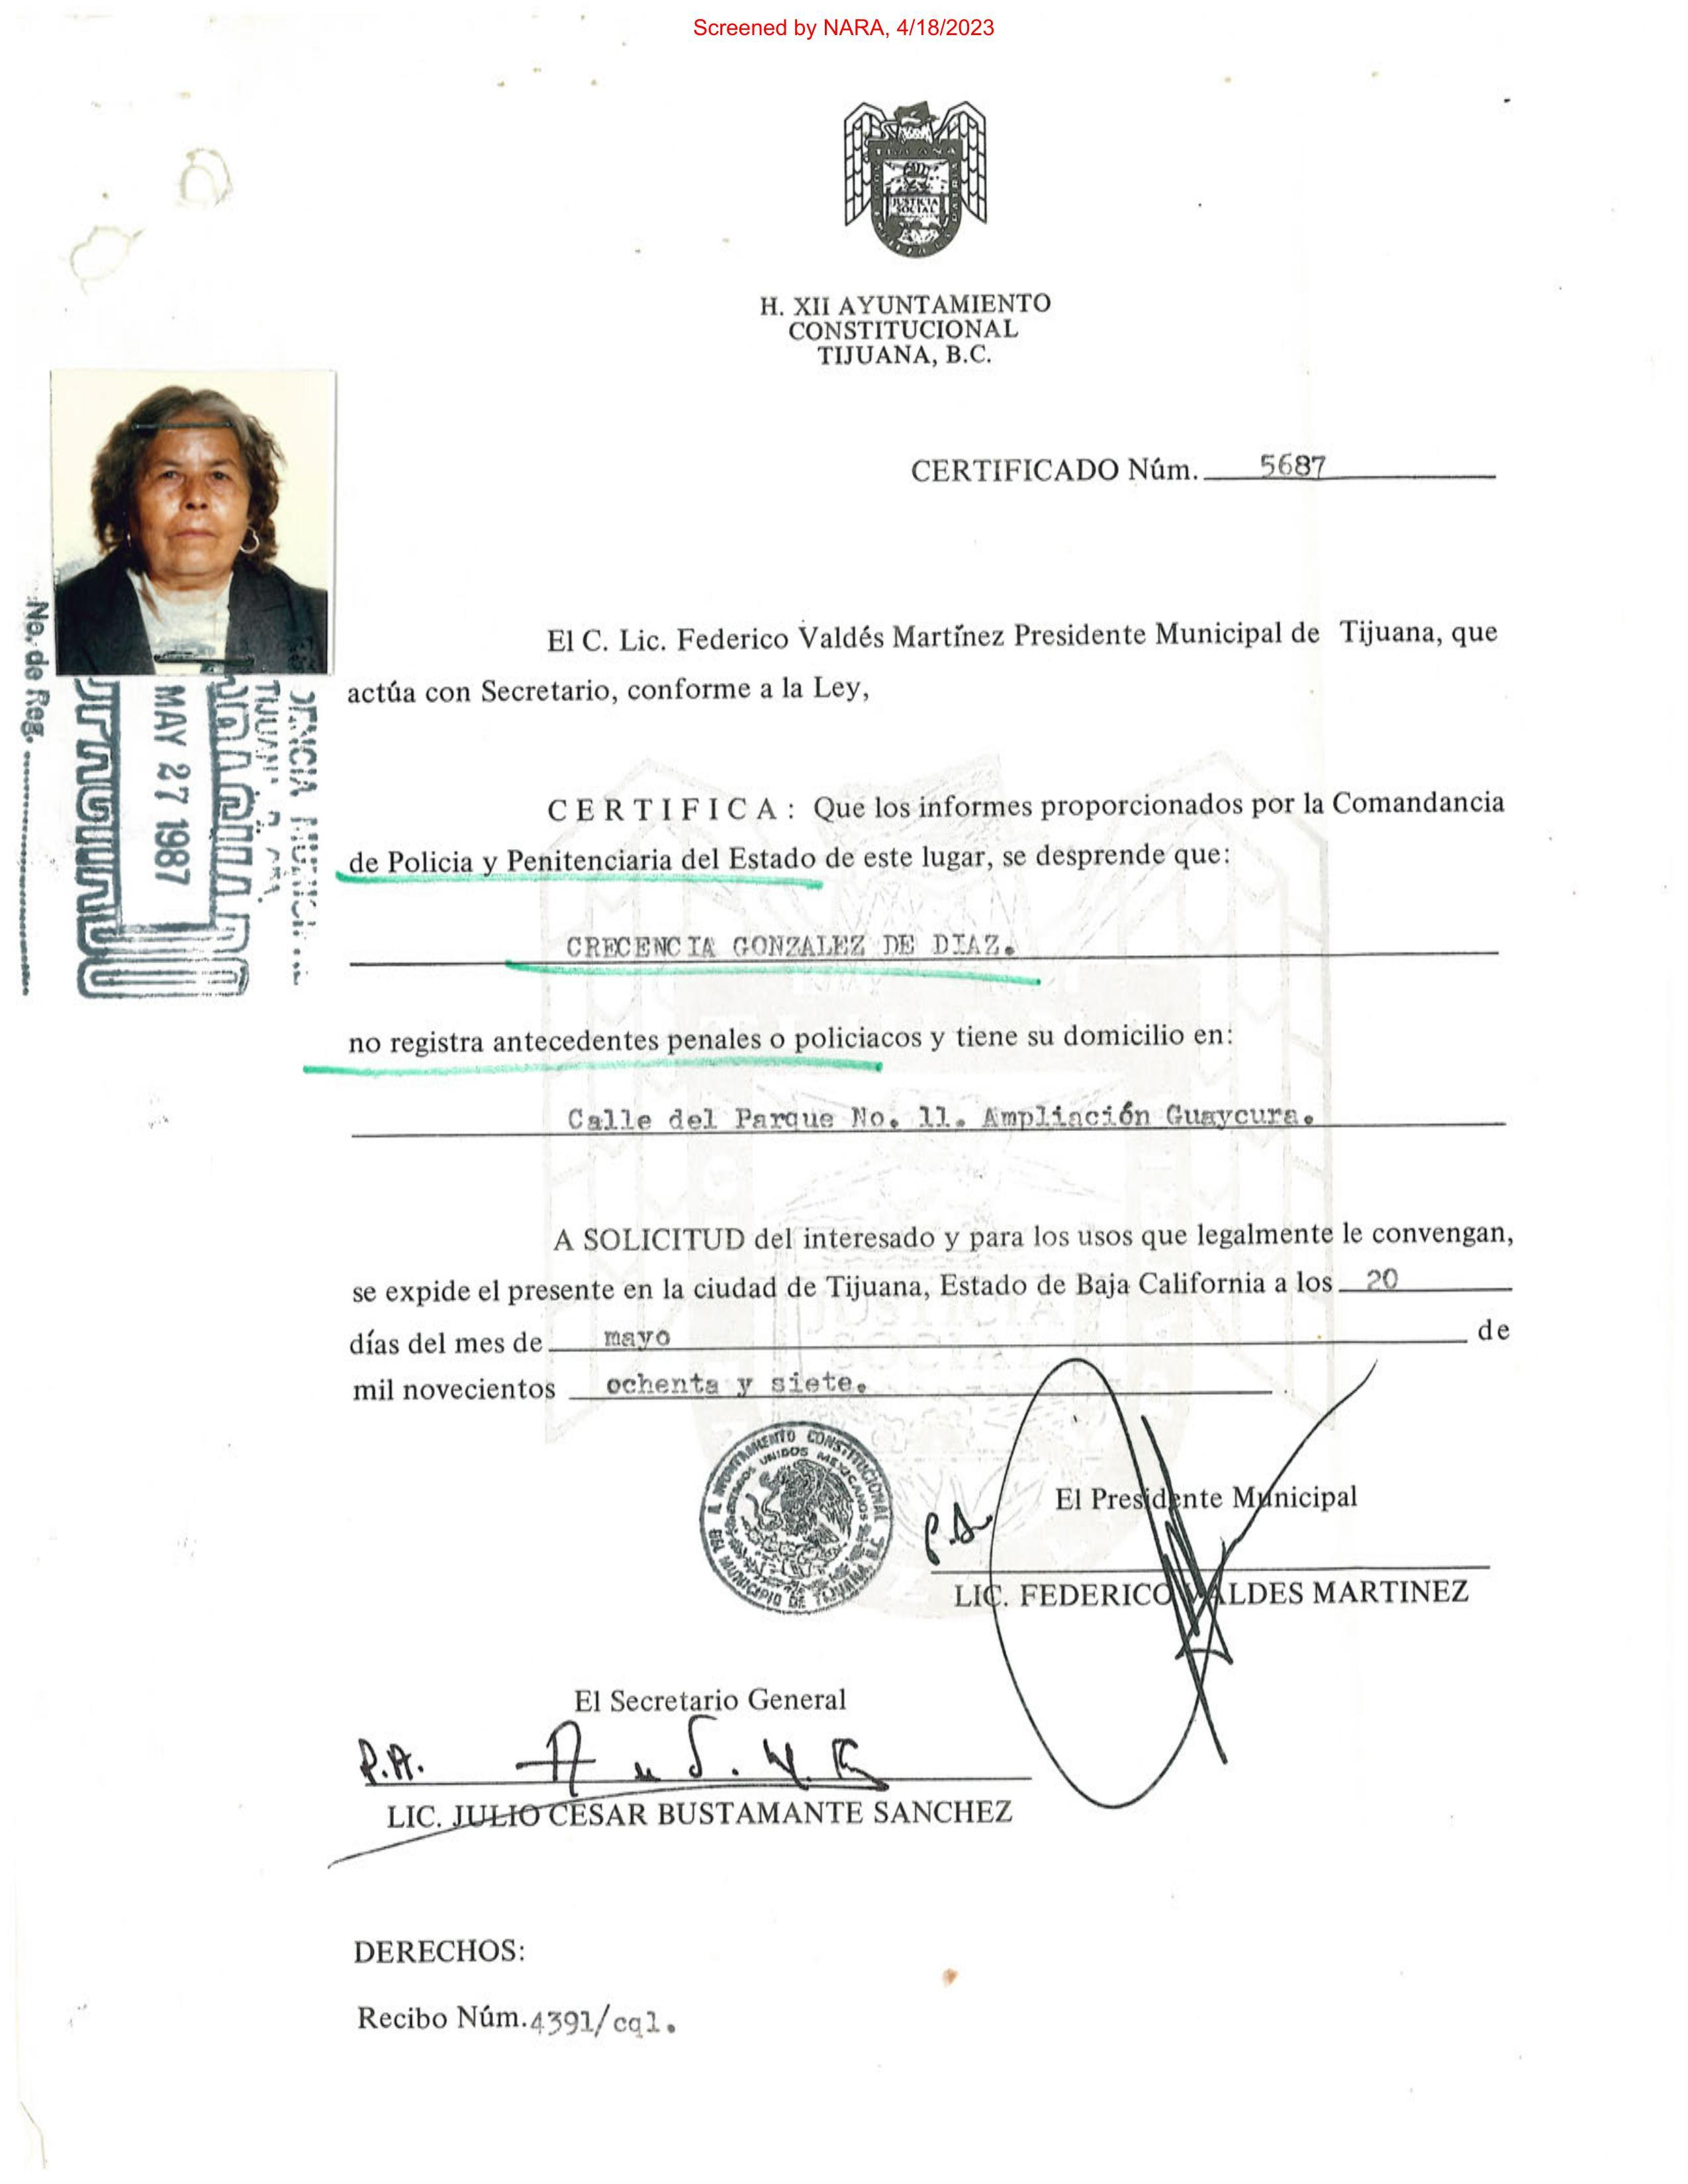 Screened by NARA, 4/18/2023
TIJUANA
JUSTICIA
SOCIAL
H. XII AYUNTAMIENTO
CONSTITUCIONAL
TIJUANA, B.C.
CERTIFICADO Núm. 5687
El C. Lic. Federico Valdés Martínez Presidente Municipal de Tijuana, que
actúa con Secretario, conforme a la Ley,
No. de Reg.
MAY 27 1987
CERTIFICA: Que los informes proporcionados por la Comandancia
de Policia y Penitenciaria del Estado de este lugar, se desprende que:
CRECENCIA GONZALEZ DE DIAZ.
no registra antecedentes penales o policiacos y tiene su domicilio en:
Calle del Parque No. 11. Ampliación Guaycura.
A SOLICITUD del interesado y para los usos que legalmente le convengan,
se expide el presente en la ciudad de Tijuana, Estado de Baja California a los 20
días del mes de mayo de
mil novecientos ochenta y siete.
AYUNTAMIENTO CONSTITUCIONAL
ESTADOS UNIDOS MEXICANOS
DEL MUNICIPIO DE TIJUANA
El Presidente Municipal
LIC. FEDERICO VALDES MARTINEZ
El Secretario General
P.A.
LIC. JULIO CESAR BUSTAMANTE SANCHEZ
DERECHOS:
Recibo Núm. 4391/cql.